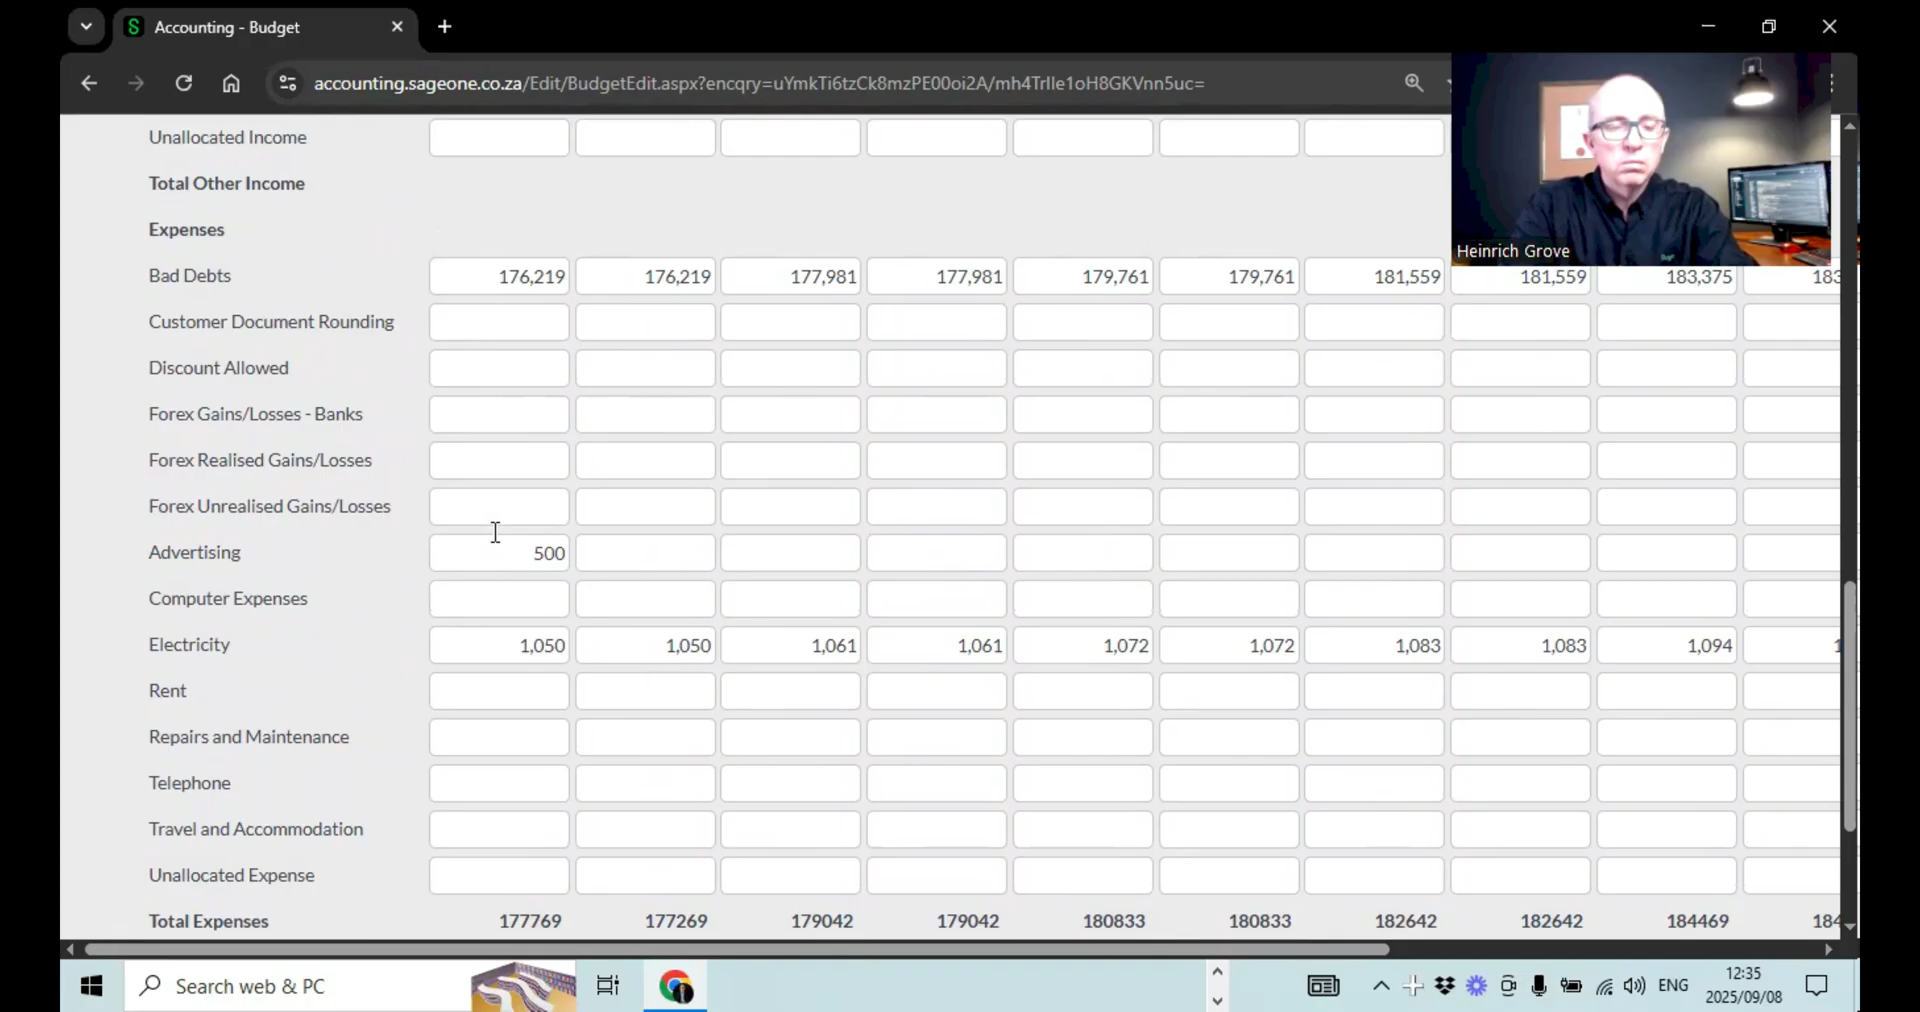 Accounting - Budget
accounting.sageone.co.za/Edit/BudgetEdit.aspx?encqry=uYmkTi6tzCk8mzPE00oi2A/mh4Trlle1oH8GKVnn5uc=
Heinrich Grove
Unallocated Income
Total Other Income
Expenses
Bad Debts 176,219 176,219 177,981 177,981 179,761 179,761 181,559 181,559 183,375 183
Customer Document Rounding
Discount Allowed
Forex Gains/Losses - Banks
Forex Realised Gains/Losses
Forex Unrealised Gains/Losses
Advertising 500
Computer Expenses
Electricity 1,050 1,050 1,061 1,061 1,072 1,072 1,083 1,083 1,094 1
Rent
Repairs and Maintenance
Telephone
Travel and Accommodation
Unallocated Expense
Total Expenses 177769 177269 179042 179042 180833 180833 182642 182642 184469 184
Search web & PC
ENG
12:35
2025/09/08